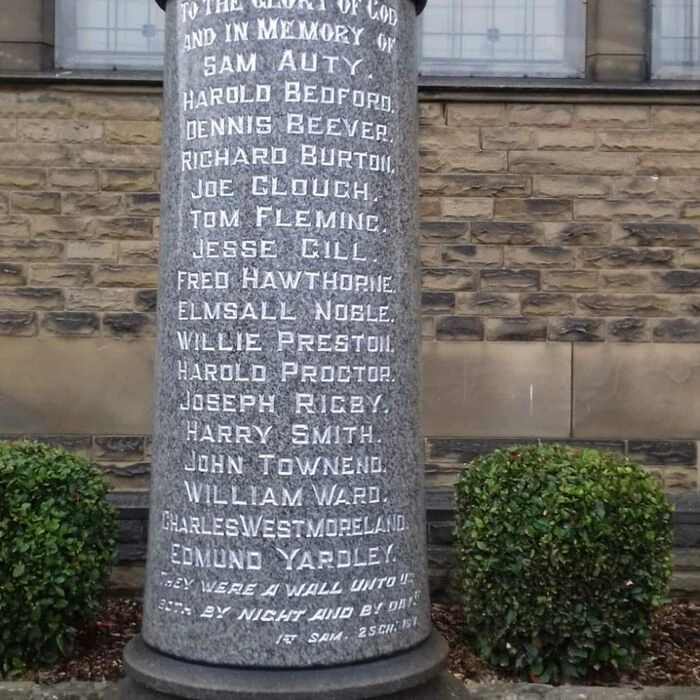 TO THE GLORY OF GOD
AND IN MEMORY OF
SAM AUTY.
HAROLD BEDFORD.
DENNIS BEEVER.
RICHARD BURTON.
JOE CLOUGH.
TOM FLEMING.
JESSE GILL.
FRED HAWTHORNE.
ELMSALL NOBLE.
WILLIE PRESTON.
HAROLD PROCTOR.
JOSEPH RIGBY.
HARRY SMITH.
JOHN TOWNEND.
WILLIAM WARD.
CHARLES WESTMORELAND.
EDMUND YARDLEY.
THEY WERE A WALL UNTO US
BOTH BY NIGHT AND BY DAY.
1ST SAM. 25CH.